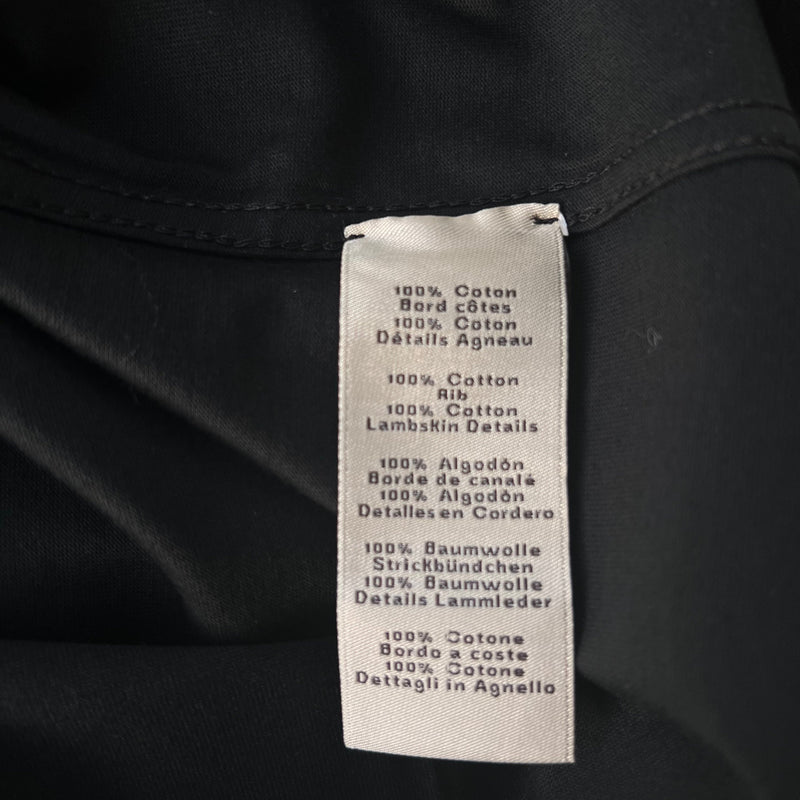 100% Coton
Bord côtes
100% Coton
Détails Agneau
100% Cotton
Rib
100% Cotton
Lambskin Details
100% Algodón
Borde de canalé
100% Algodón
Detalles en Cordero
100% Baumwolle
Strickbündchen
100% Baumwolle
Details Lammleder
100% Cotone
Bordo a coste
100% Cotone
Dettagli in Agnello